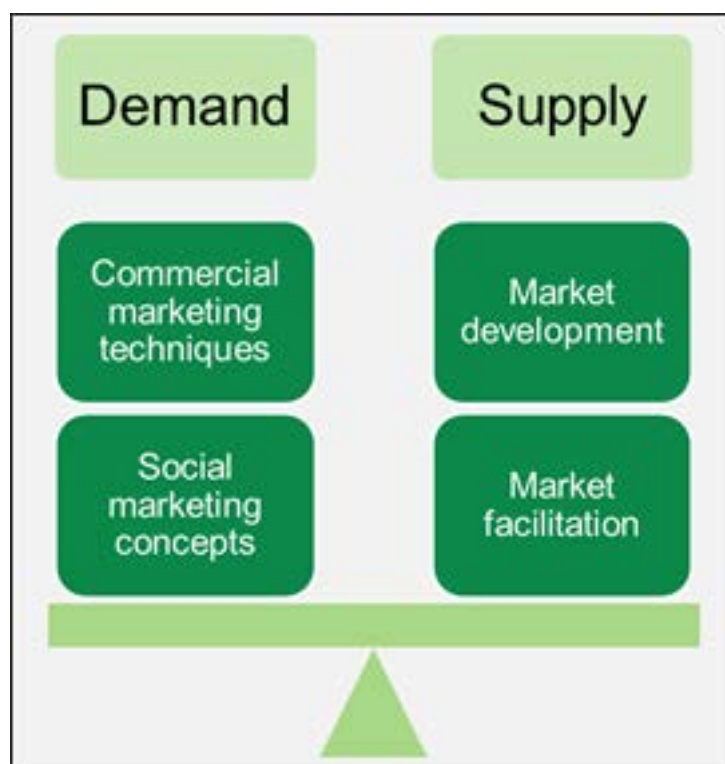 Demand
Supply
Commercial
marketing
techniques
Market
development
Social
marketing
concepts
Market
facilitation